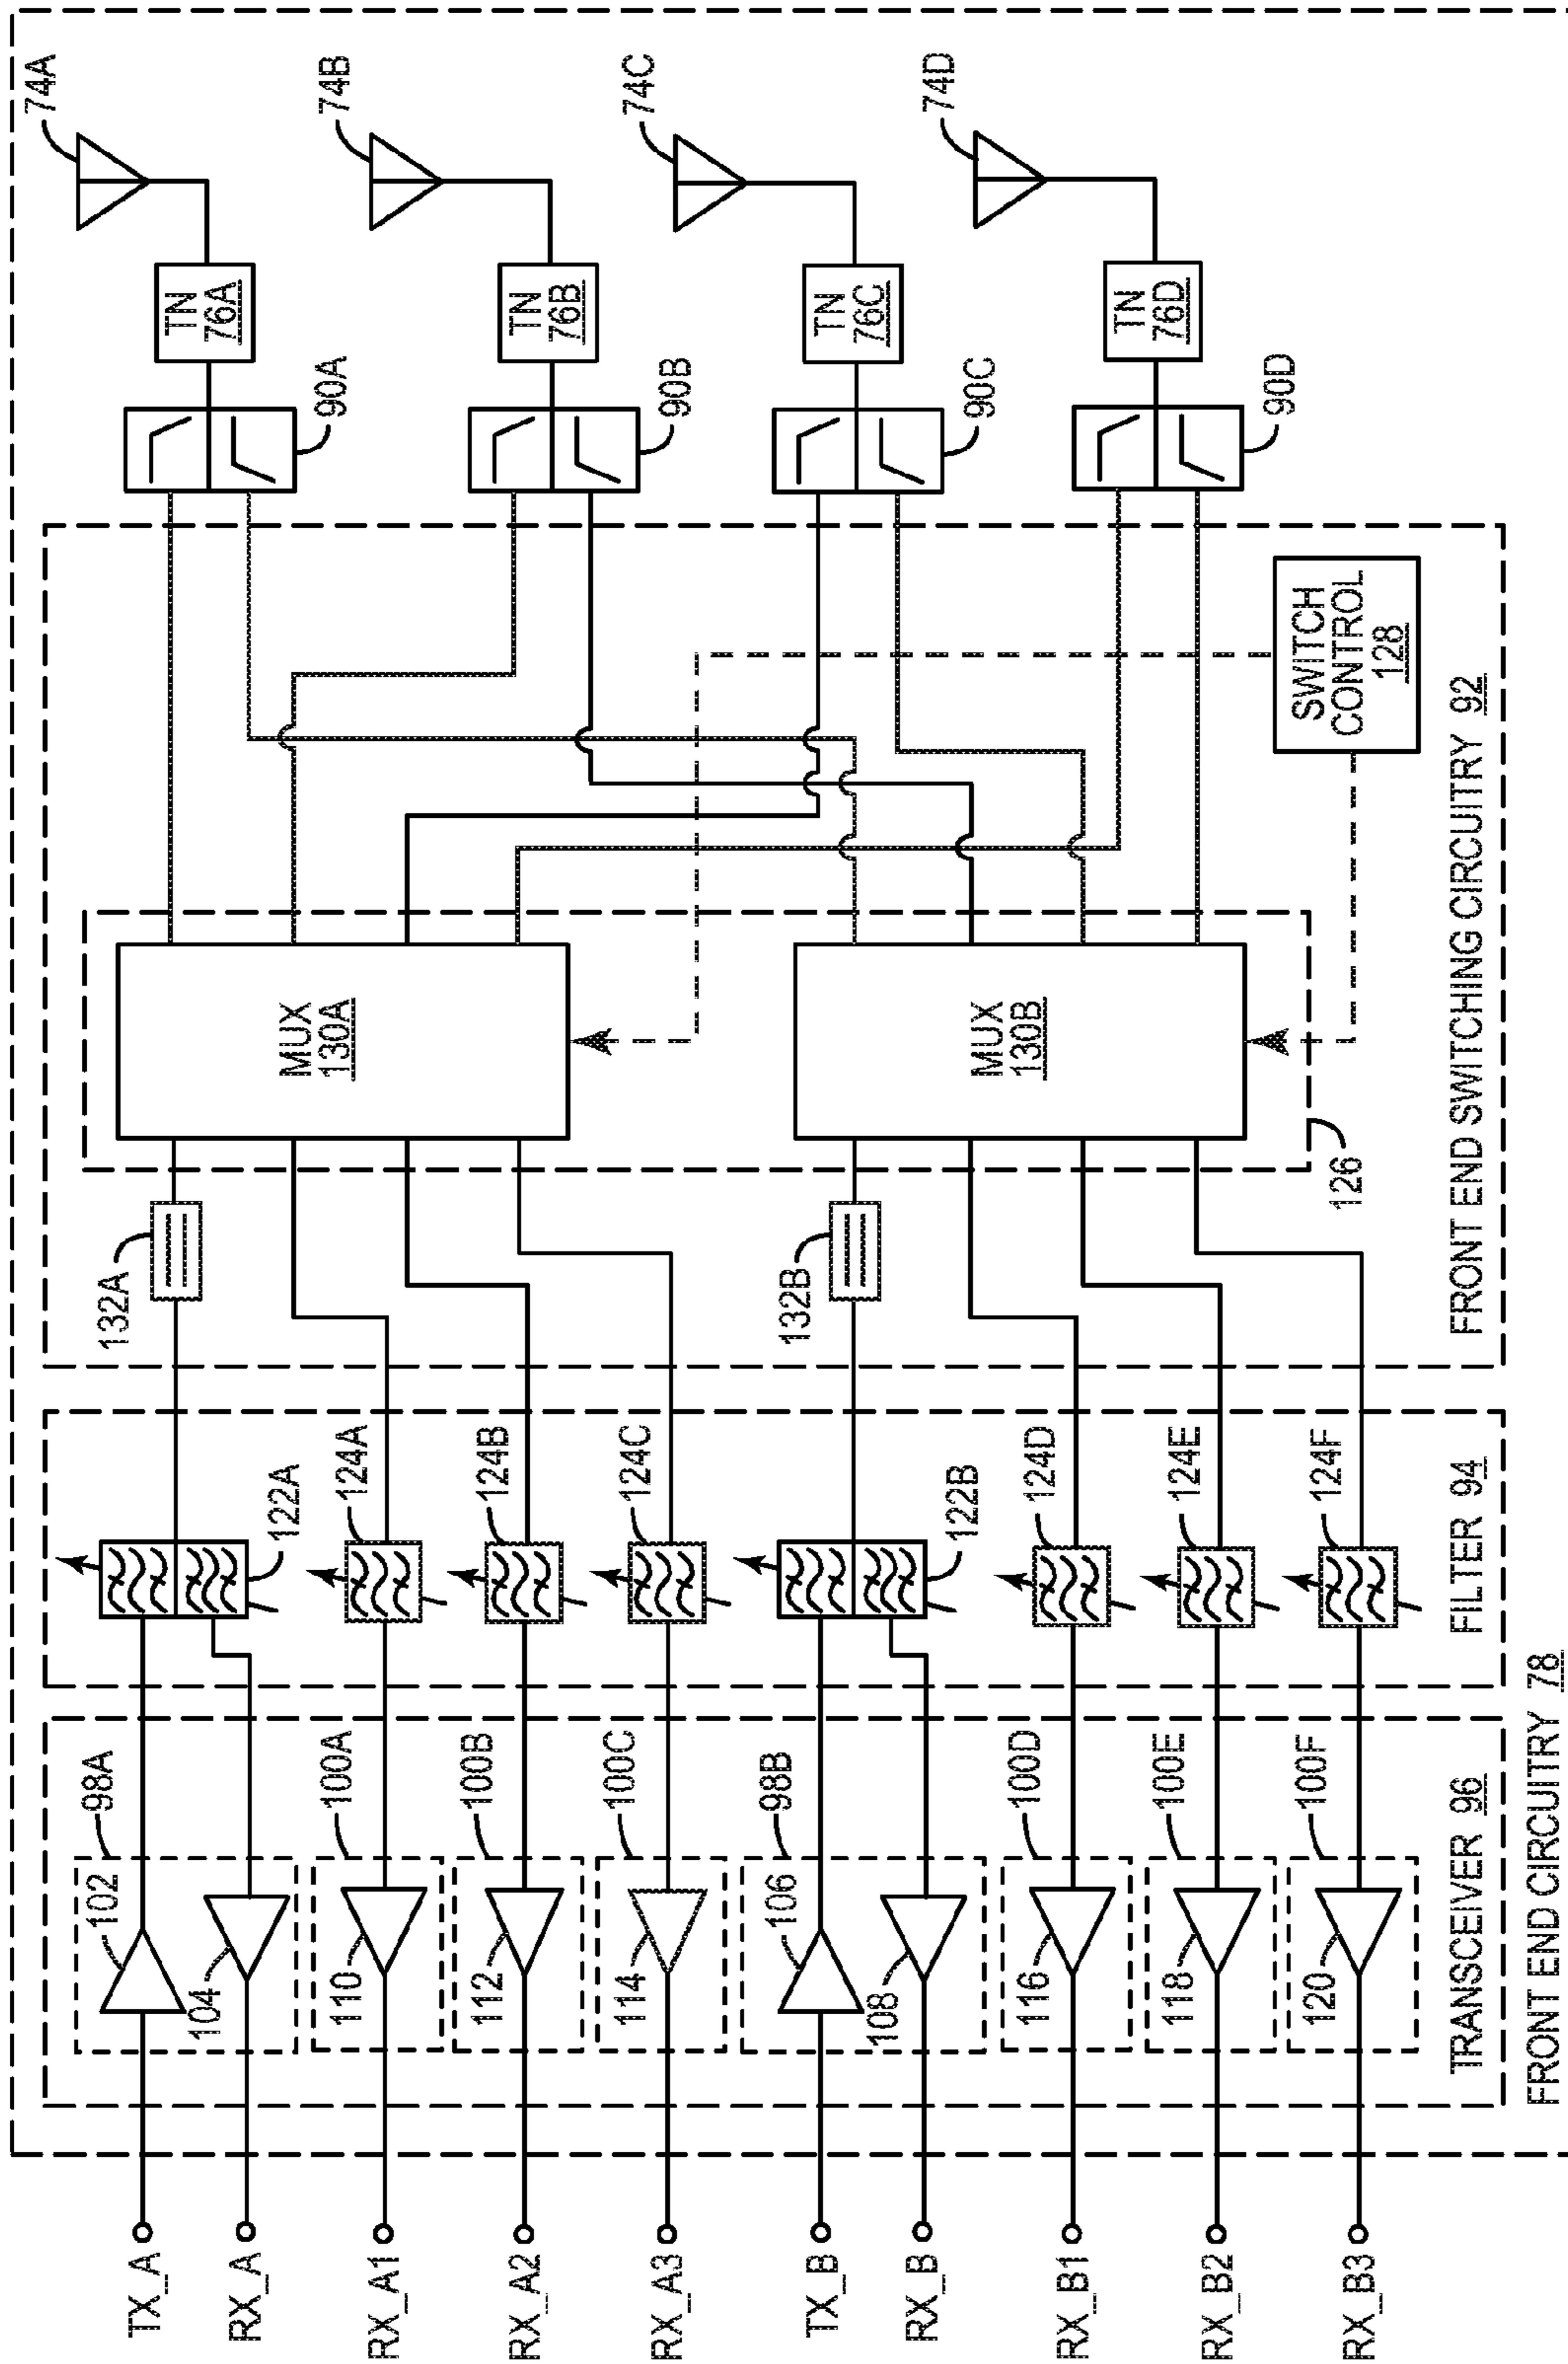 74A
74B
74C
74D
TN
76A
TN
76B
TN
76C
TN
76D
90A
90B
90C
90D
SWITCH
CONTROL
128
MUX
130A
MUX
130B
126
132A
132B
FRONT END SWITCHING CIRCUITRY 92
122A
124A
124B
124C
122B
124D
124E
124F
FILTER 94
98A
100A
100B
100C
98B
100D
100E
100F
102
104
110
112
114
106
108
116
118
120
TRANSCEIVER 96
FRONT END CIRCUITRY 78
TX_A
RX_A
RX_A1
RX_A2
RX_A3
TX_B
RX_B
RX_B1
RX_B2
RX_B3